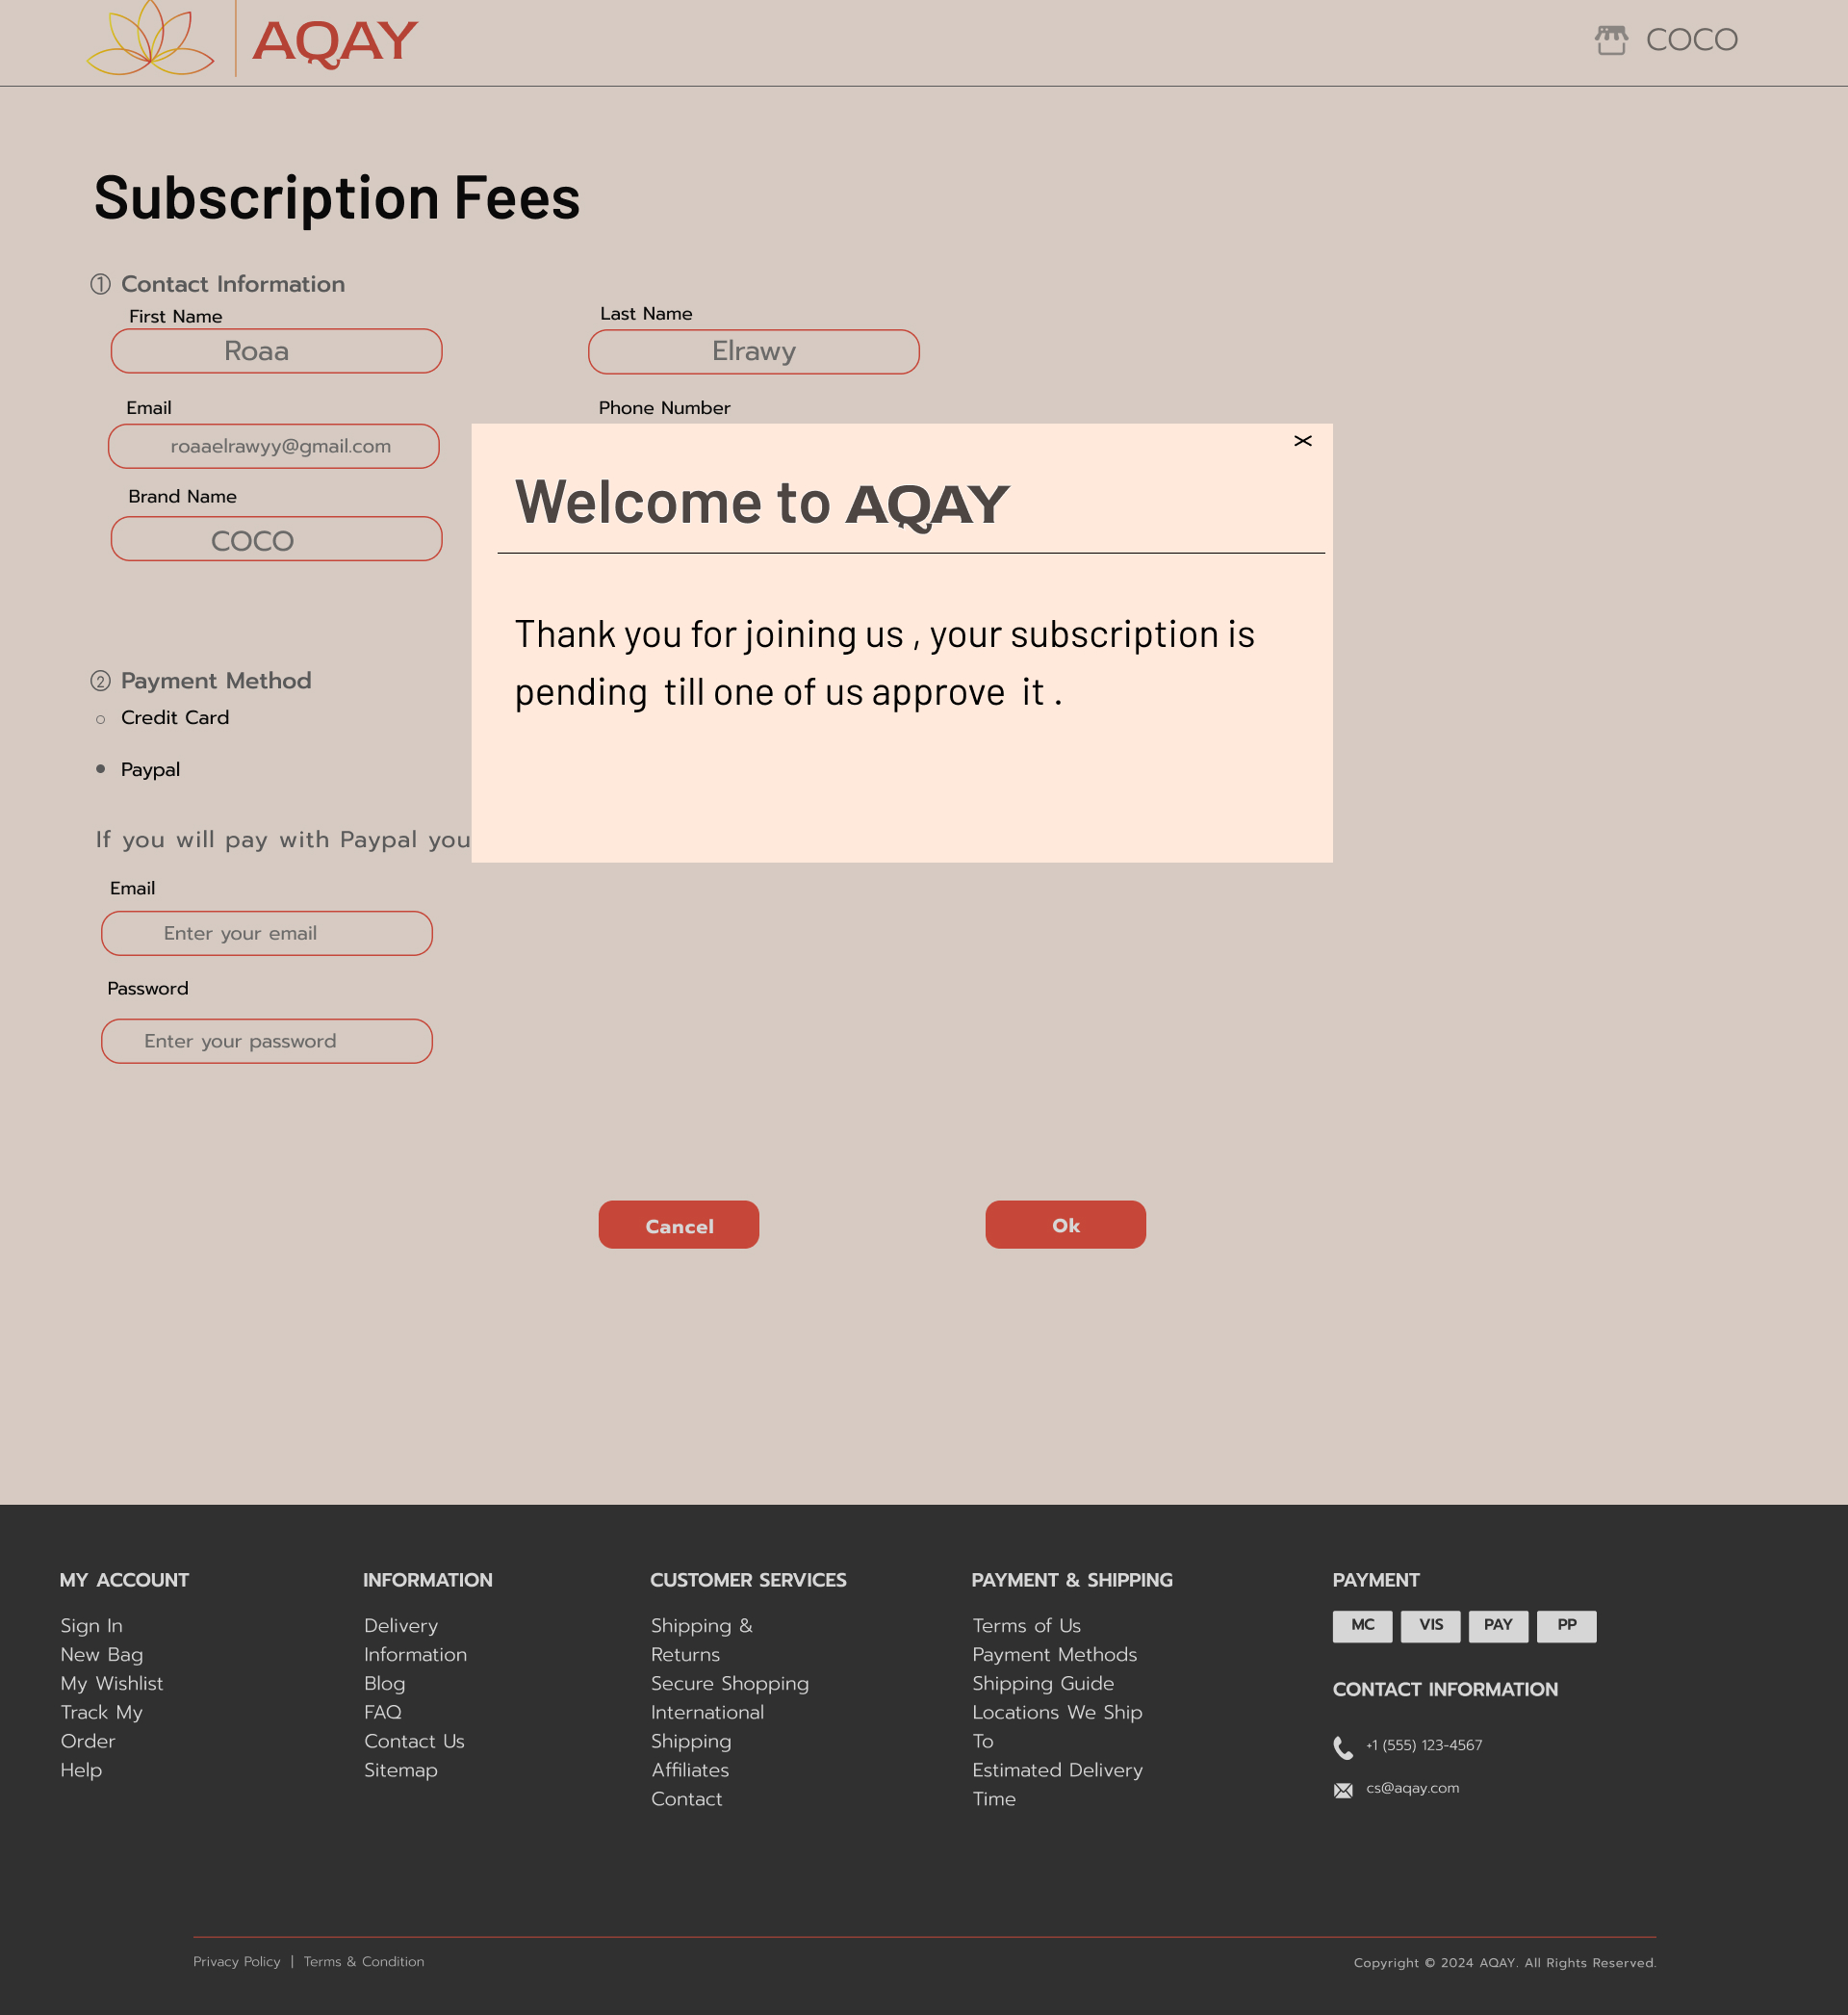 AQAY
COCO
Subscription Fees
① Contact Information
First Name
Last Name
Roaa
Elrawy
Email
Phone Number
roaaelrawyy@gmail.com
Brand Name
COCO
×
Welcome to AQAY
Thank you for joining us , your subscription is
pending  till one of us approve  it .
② Payment Method
Credit Card
Paypal
If you will pay with Paypal you
Email
Enter your email
Password
Enter your password
Cancel
Ok
MY ACCOUNT
Sign In
New Bag
My Wishlist
Track My
Order
Help
INFORMATION
Delivery
Information
Blog
FAQ
Contact Us
Sitemap
CUSTOMER SERVICES
Shipping &
Returns
Secure Shopping
International
Shipping
Affiliates
Contact
PAYMENT & SHIPPING
Terms of Us
Payment Methods
Shipping Guide
Locations We Ship
To
Estimated Delivery
Time
PAYMENT
MC VIS PAY PP
CONTACT INFORMATION
+1 (555) 123-4567
cs@aqay.com
Privacy Policy | Terms & Condition
Copyright © 2024 AQAY. All Rights Reserved.